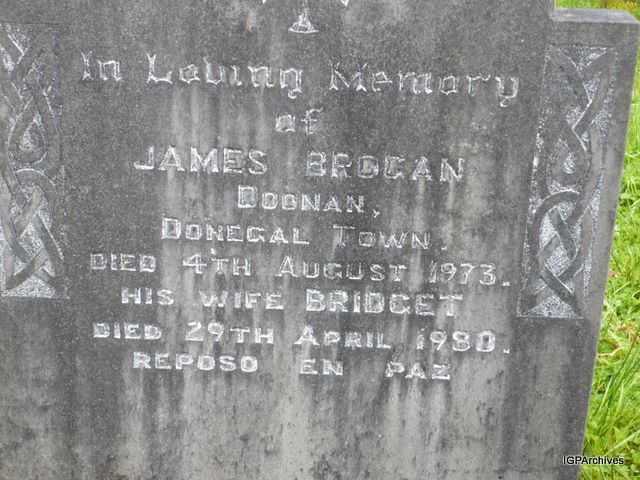 In Loving Memory
of
JAMES BROGAN
DOONAN,
DONEGAL TOWN.
DIED 4TH AUGUST 1973.
HIS WIFE BRIDGET
DIED 29TH APRIL 1980.
REPOSO EN PAZ
IGPArchives